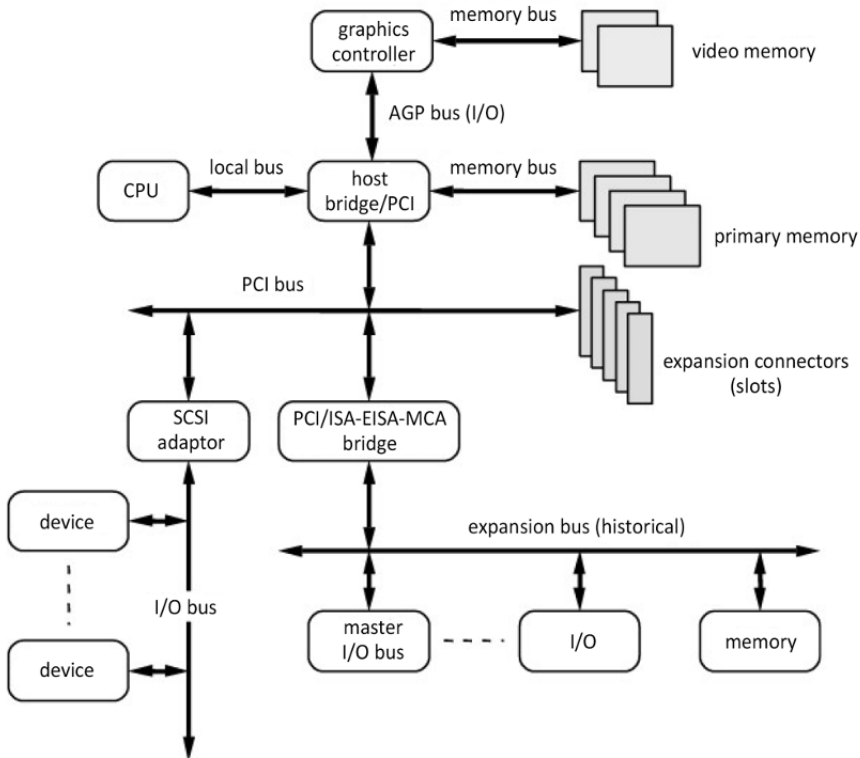 graphics
controller
memory bus
video memory
AGP bus (I/O)
CPU
local bus
host
bridge/PCI
memory bus
primary memory
PCI bus
expansion connectors
(slots)
SCSI
adaptor
PCI/ISA-EISA-MCA
bridge
device
I/O bus
device
expansion bus (historical)
master
I/O bus
I/O
memory